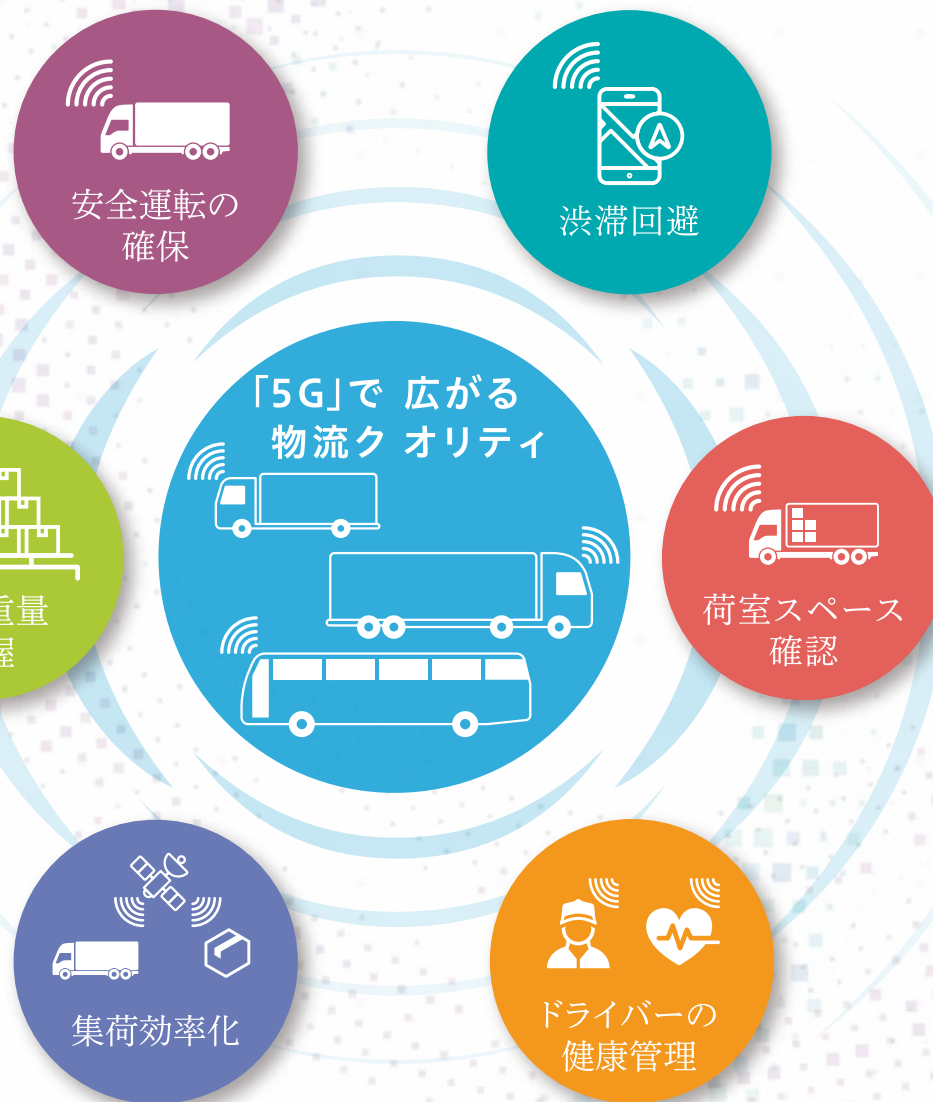 安全運転の
確保
渋滞回避
「5G」で 広がる
物流ク オリティ
重量
握
荷室スペース
確認
集荷効率化
ドライバーの
健康管理